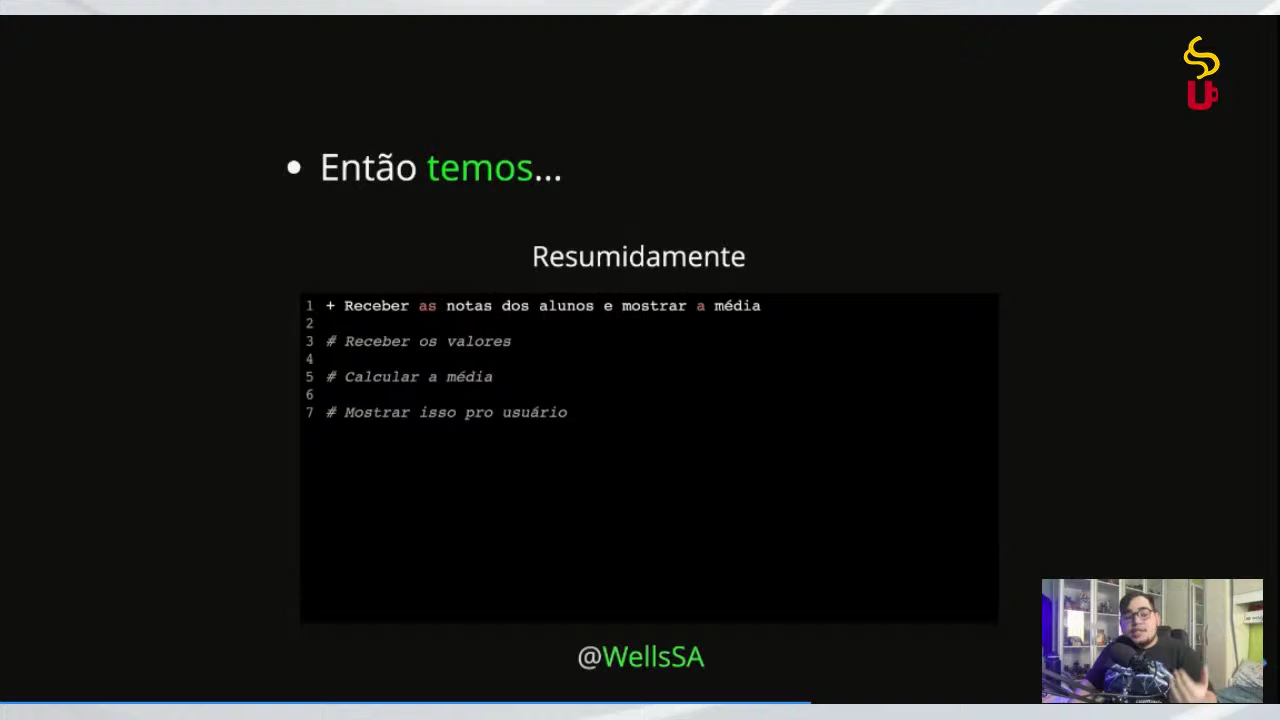 • Então temos...
Resumidamente
1 + Receber as notas dos alunos e mostrar a média
2
3 # Receber os valores
4
5 # Calcular a média
6
7 # Mostrar isso pro usuário
@WellsSA